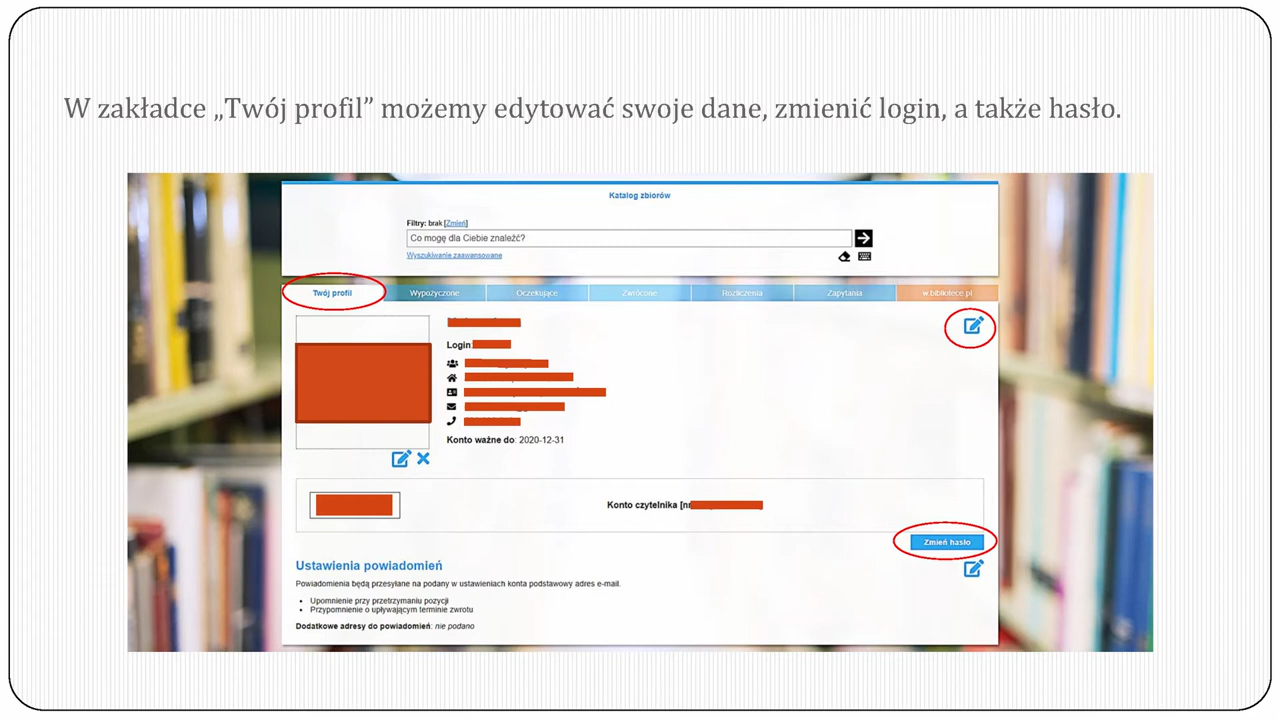 W zakładce „Twój profil” możemy edytować swoje dane, zmienić login, a także hasło.
Katalog zbiorów
Filtry: brak [Zmień]
Co mogę dla Ciebie znaleźć?
Wyszukiwanie zaawansowane
Twój profil Wypożyczone Oczekujące Zwrócone Rozliczenia Zapytania w.bibliotece.pl
Login:
Konto ważne do: 2020-12-31
Konto czytelnika [nr
Zmień hasło
Ustawienia powiadomień
Powiadomienia będą przesyłane na podany w ustawieniach konta podstawowy adres e-mail.
• Upomnienie przy przetrzymaniu pozycji
• Przypomnienie o upływającym terminie zwrotu
Dodatkowe adresy do powiadomień: nie podano